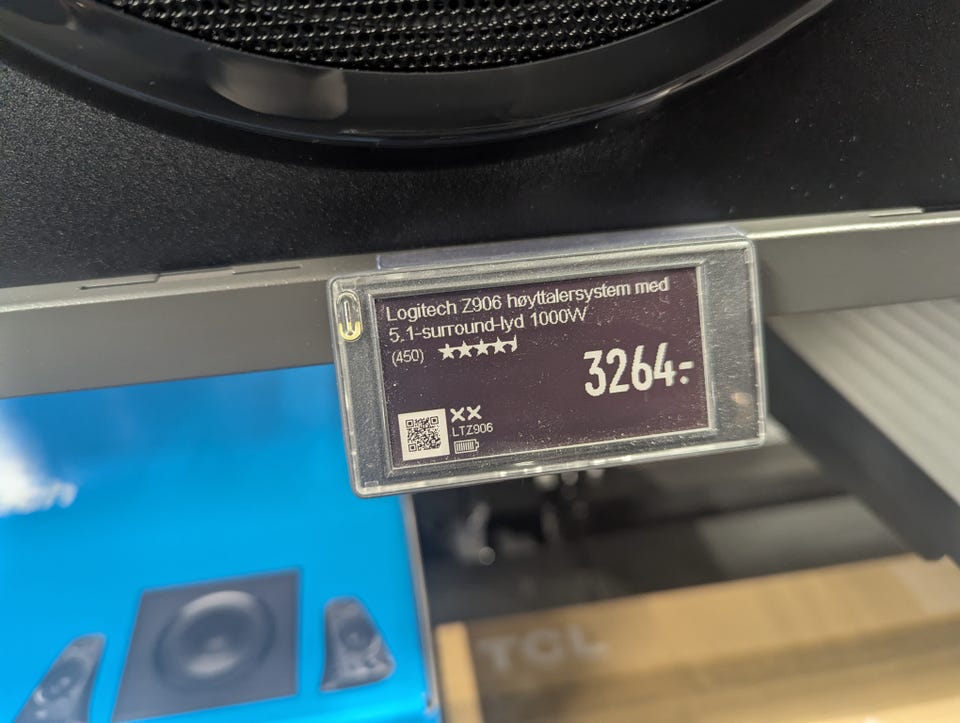 Logitech Z906 høyttalersystem med
5.1-surround-lyd 1000W
(450)
3264:-
XX
LTZ906
TCL